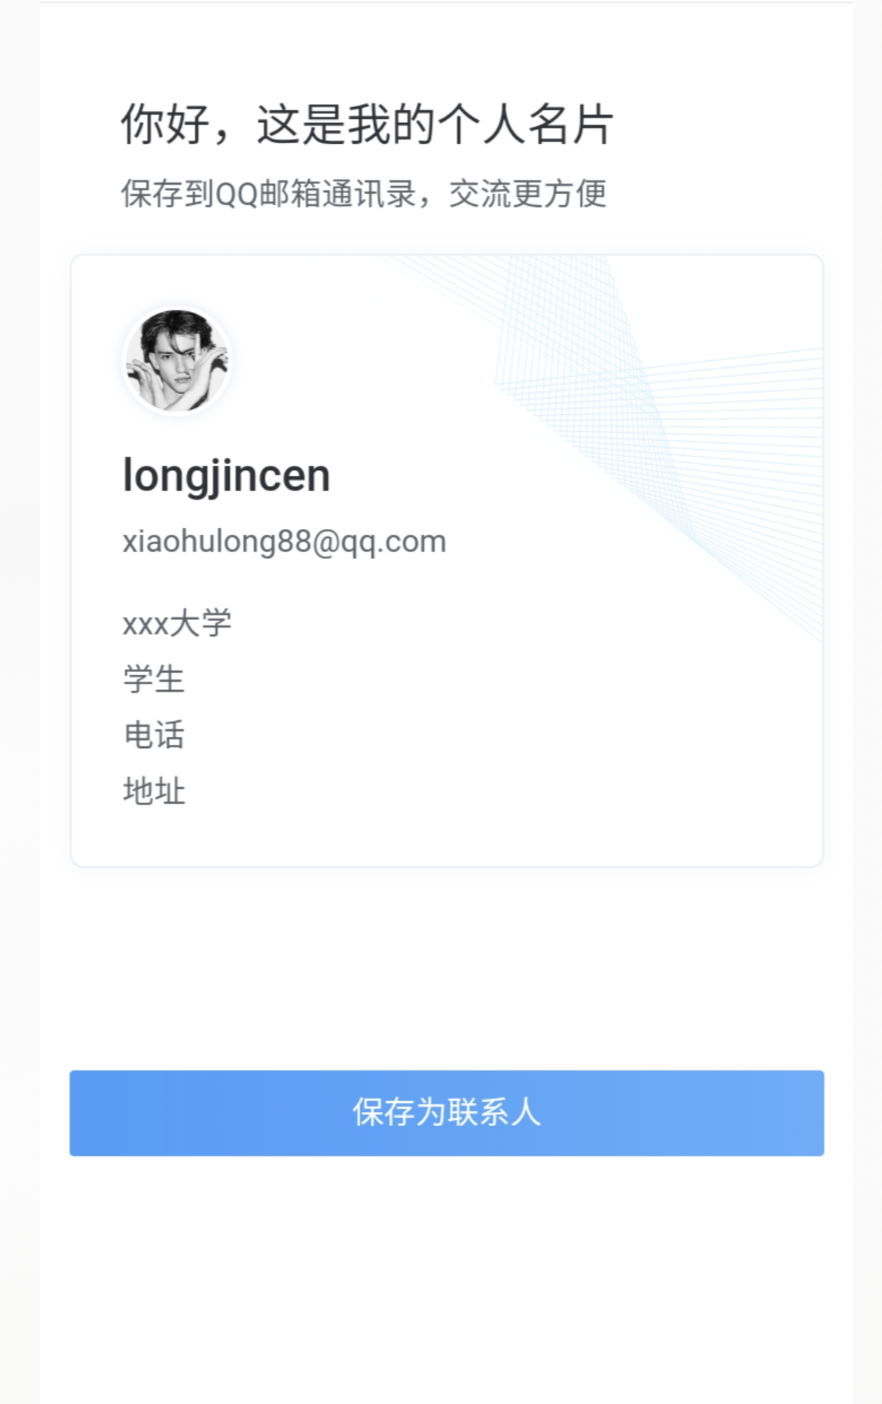 你好，这是我的个人名片
保存到QQ邮箱通讯录，交流更方便
longjincen
xiaohulong88@qq.com
xxx大学
学生
电话
地址
保存为联系人